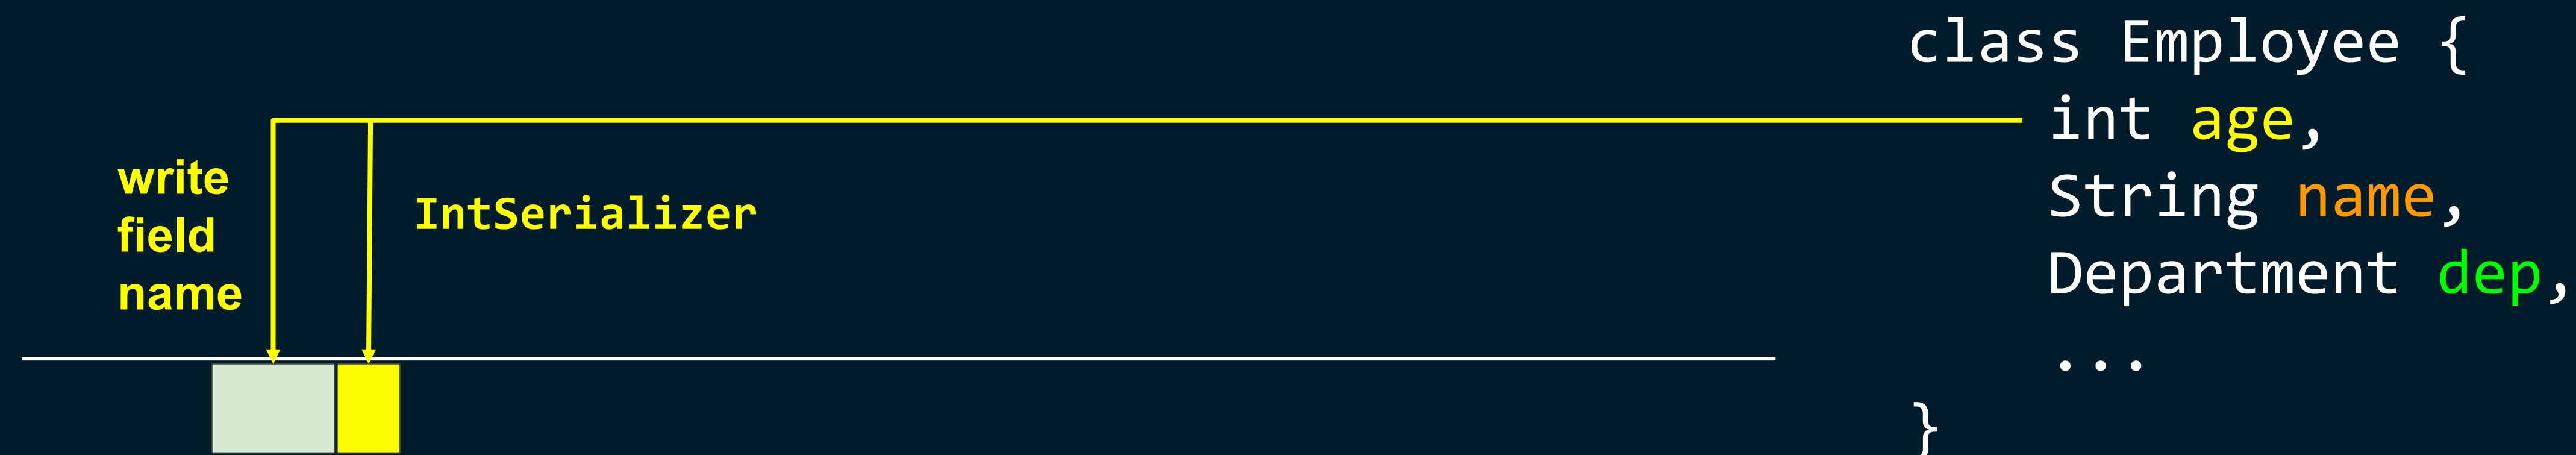 write
field
name
IntSerializer
class Employee {
int age,
String name,
Department dep,
...
}